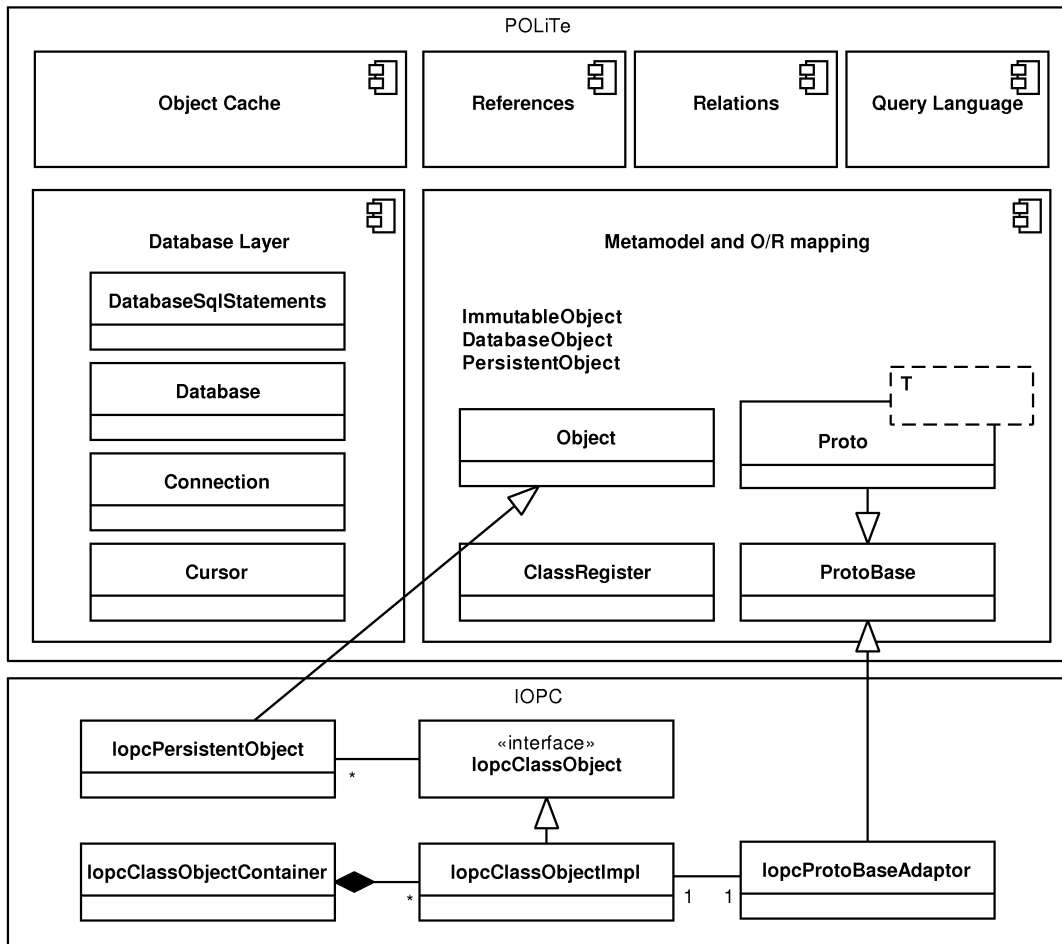 POLiTe
Object Cache
References
Relations
Query Language
Database Layer
DatabaseSqlStatements
Database
Connection
Cursor
Metamodel and O/R mapping
ImmutableObject
DatabaseObject
PersistentObject
T
Object
Proto
ClassRegister
ProtoBase
IOPC
IopcPersistentObject
*
«interface»
IopcClassObject
IopcClassObjectContainer
*
IopcClassObjectImpl
1
1
IopcProtoBaseAdaptor